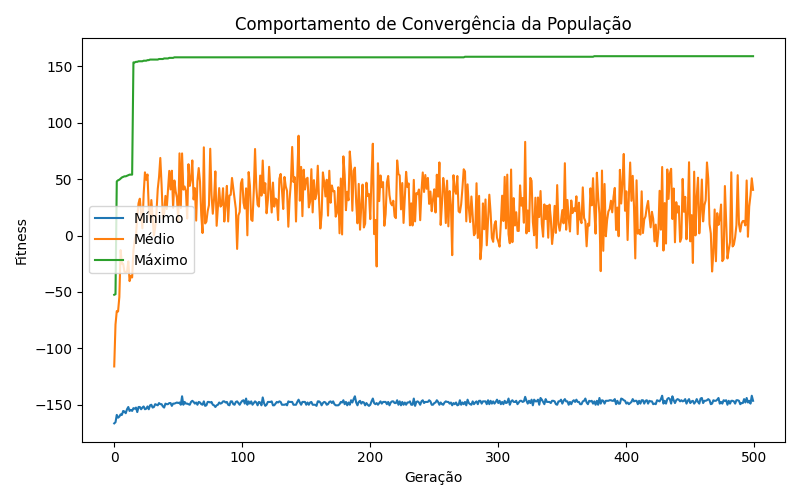 Comportamento de Convergência da População
150
100
50
0
−50
−100
−150
Fitness
Mínimo
Médio
Máximo
0
100
200
300
400
500
Geração